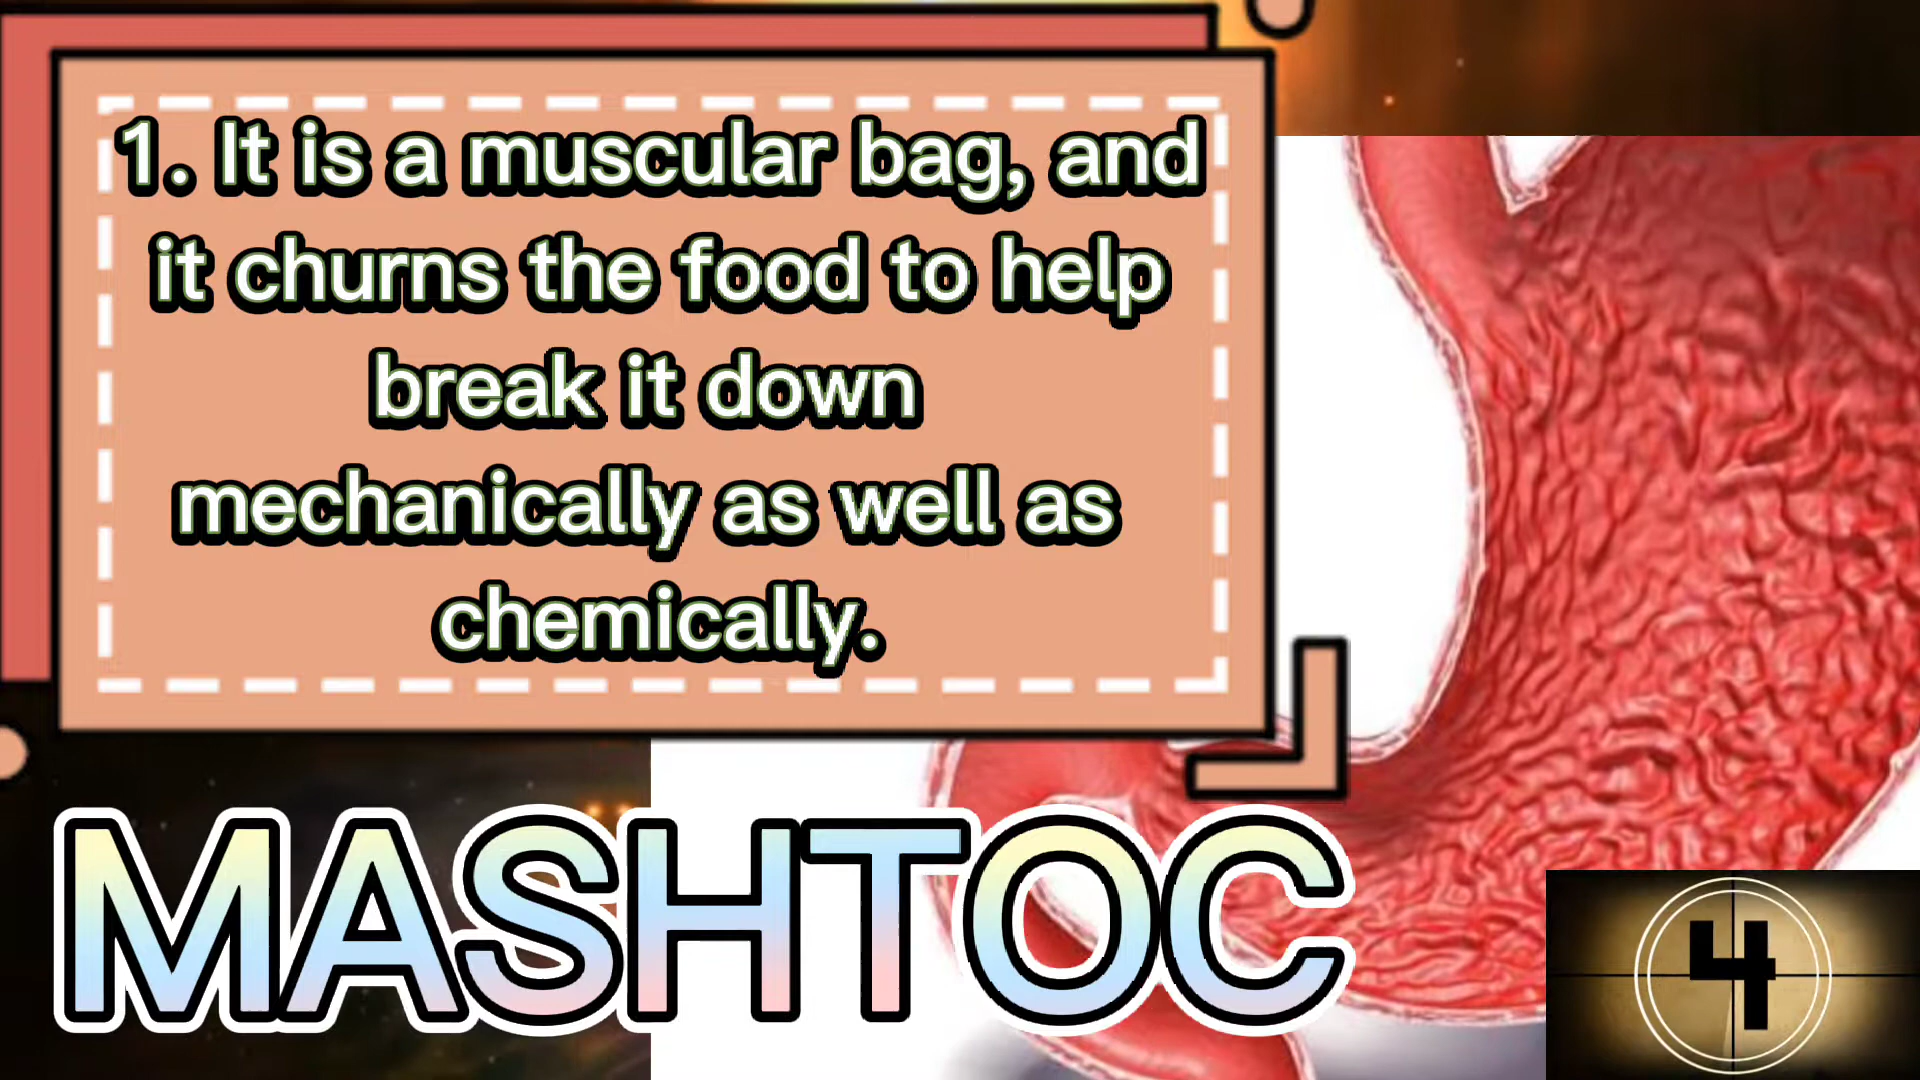 1. It is a muscular bag, and
it churns the food to help
break it down
mechanically as well as
chemically.
MASHTOC
4